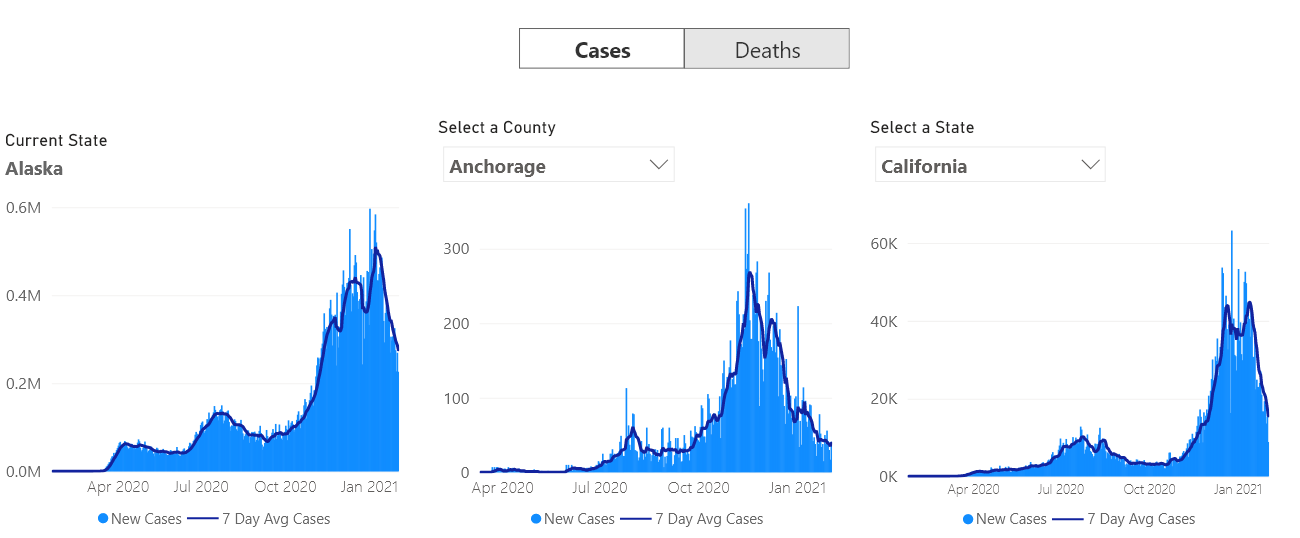 Cases Deaths
Current State
Alaska
0.6M
0.4M
0.2M
0.0M
Apr 2020 Jul 2020 Oct 2020 Jan 2021
New Cases 7 Day Avg Cases
Select a County
Anchorage
300
200
100
0
Apr 2020 Jul 2020 Oct 2020 Jan 2021
New Cases 7 Day Avg Cases
Select a State
California
60K
40K
20K
0K
Apr 2020 Jul 2020 Oct 2020 Jan 2021
New Cases 7 Day Avg Cases